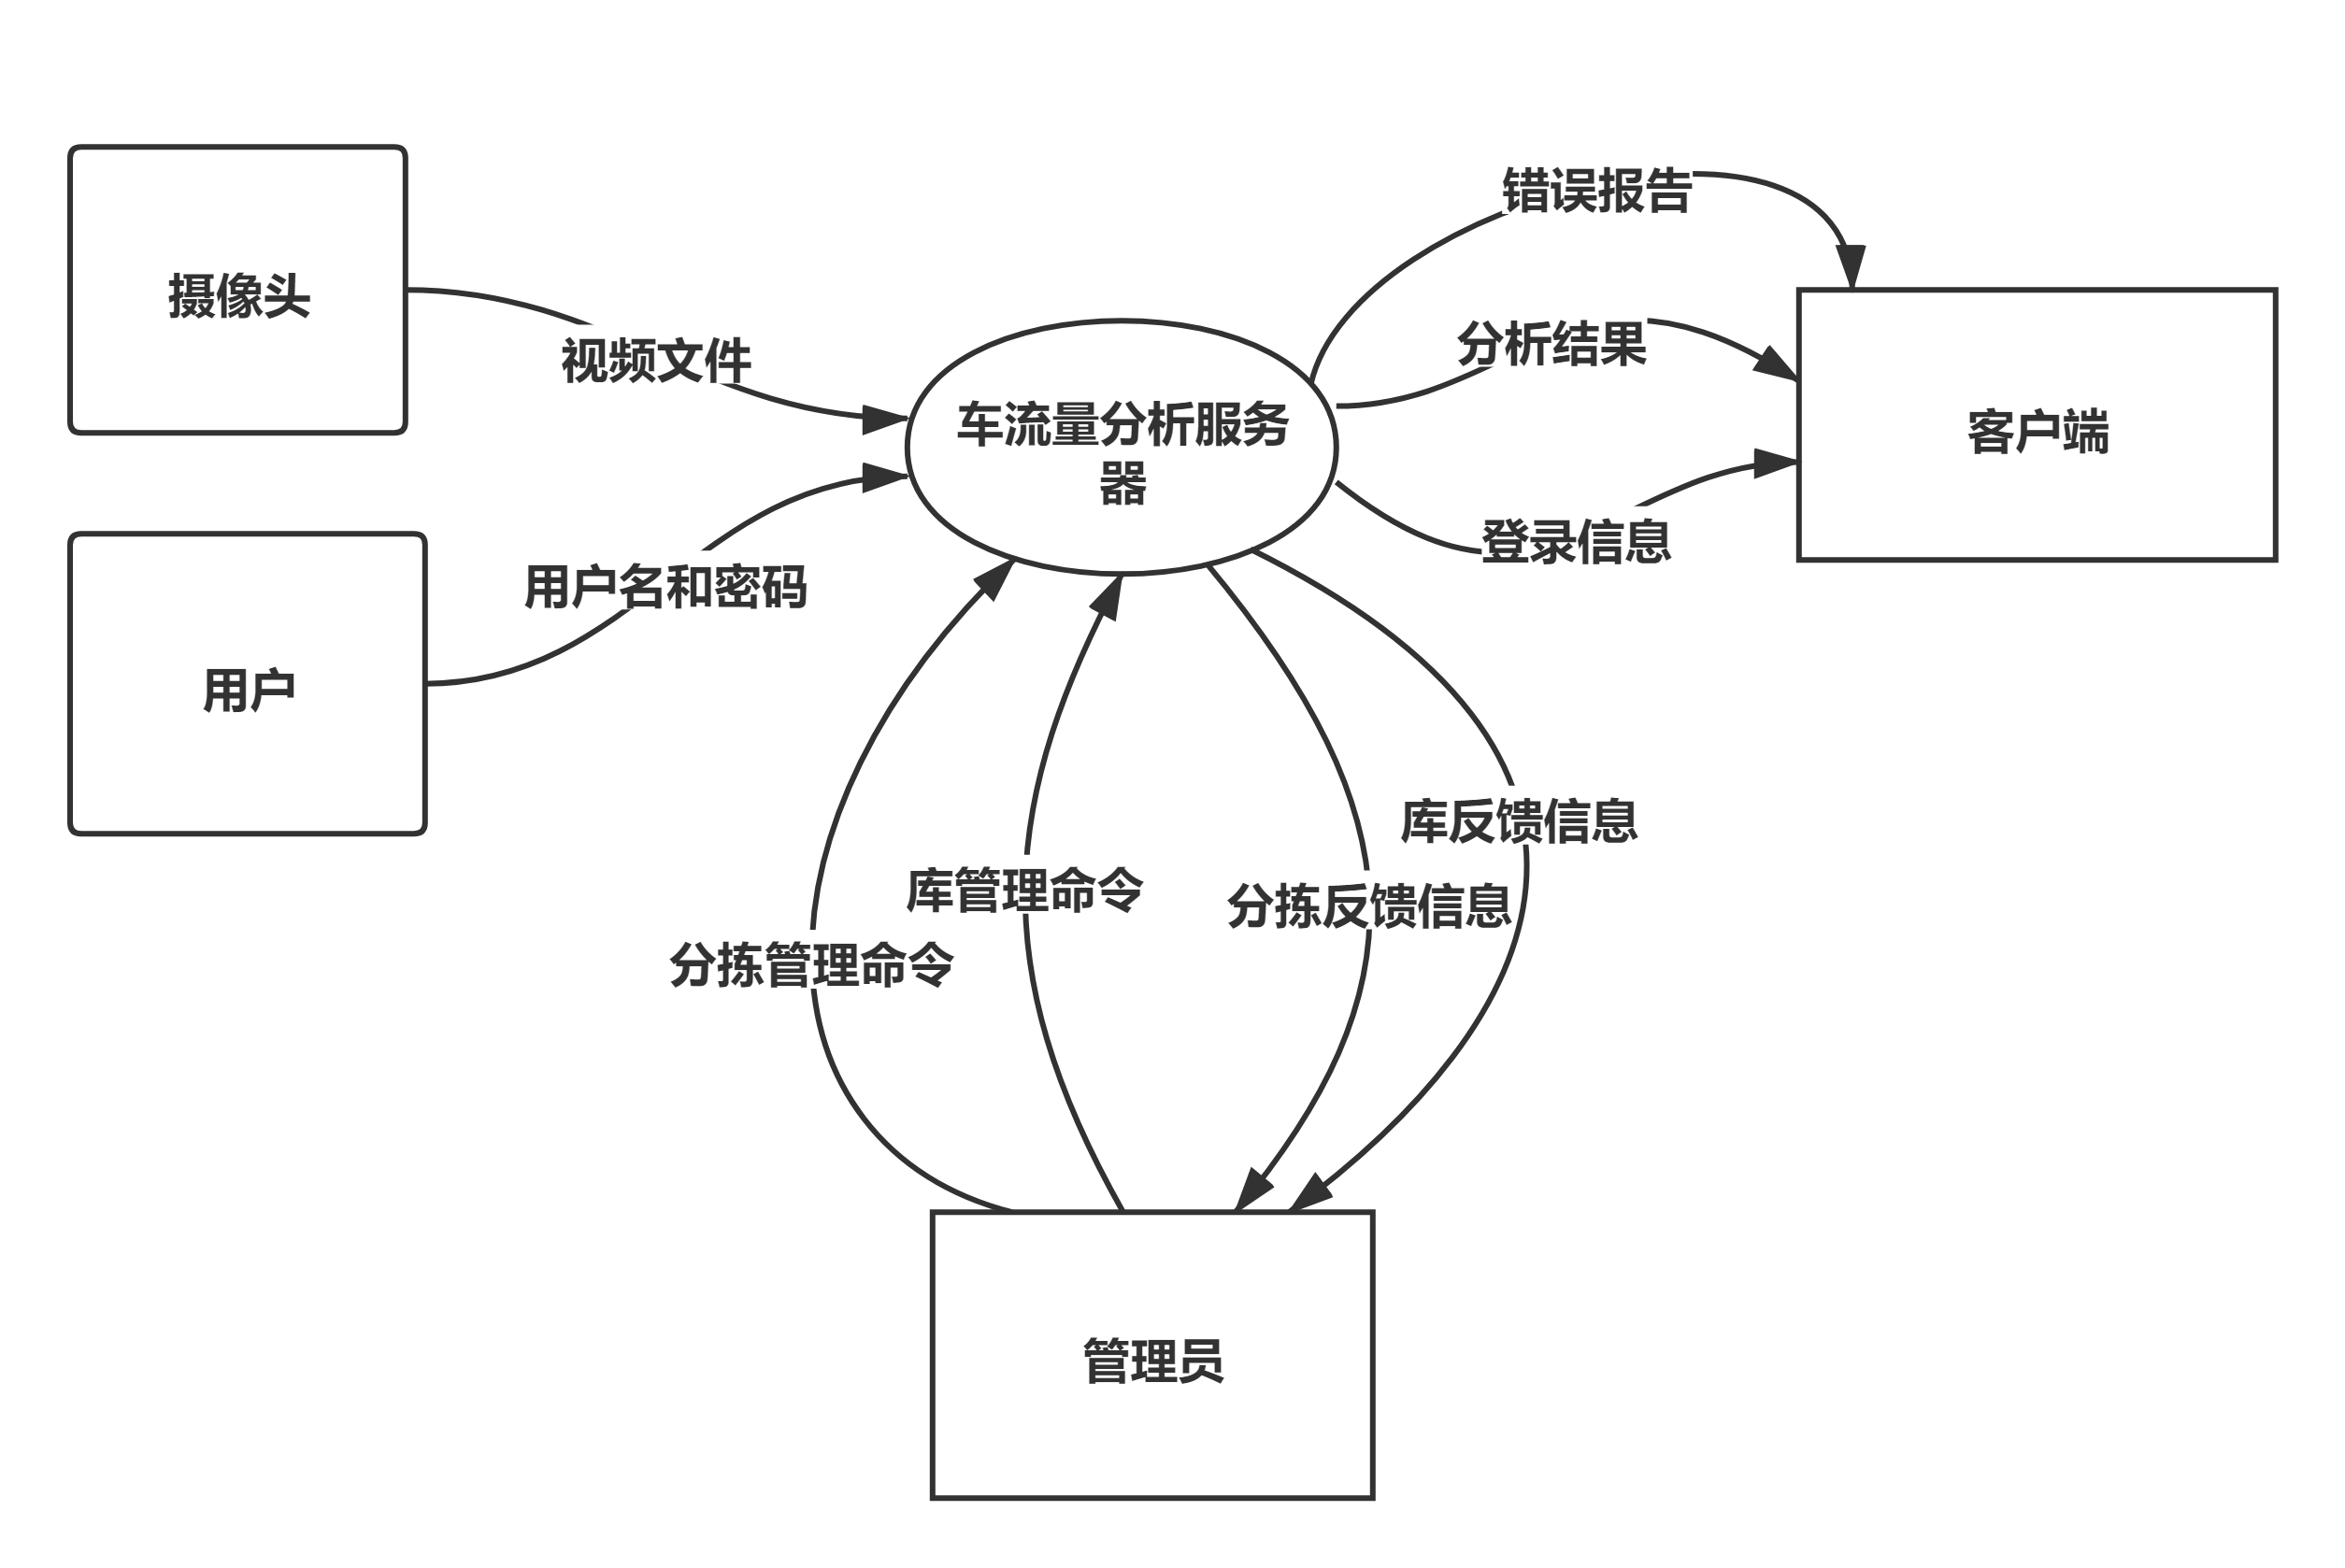 错误报告
摄像头
视频文件
分析结果
车流量分析服务
器
客户端
登录信息
用户名和密码
用户
库反馈信息
库管理命令
分拣反馈信息
分拣管理命令
管理员